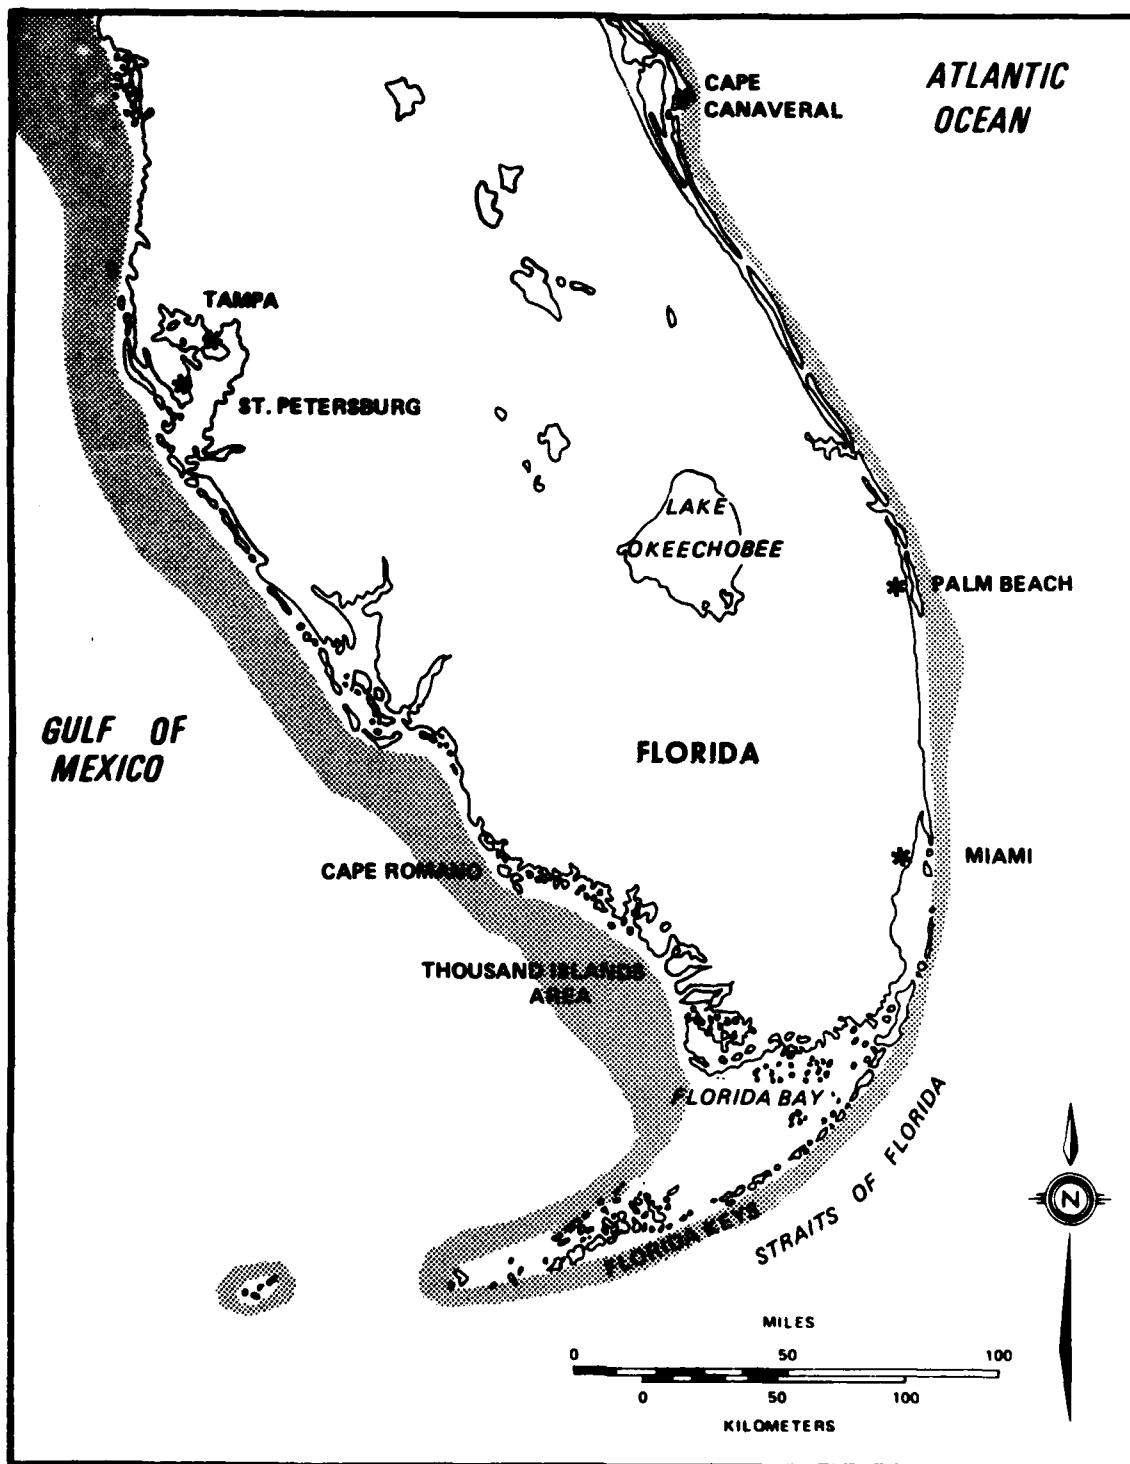 ATLANTIC
OCEAN
CAPE
CANAVERAL
TAMPA
ST. PETERSBURG
LAKE
OKEECHOBEE
PALM BEACH
GULF OF
MEXICO
FLORIDA
MIAMI
CAPE ROMANO
THOUSAND ISLANDS
AREA
FLORIDA BAY
STRAITS OF FLORIDA
FLORIDA KEYS
N
MILES
0 50 100
0 50 100
KILOMETERS